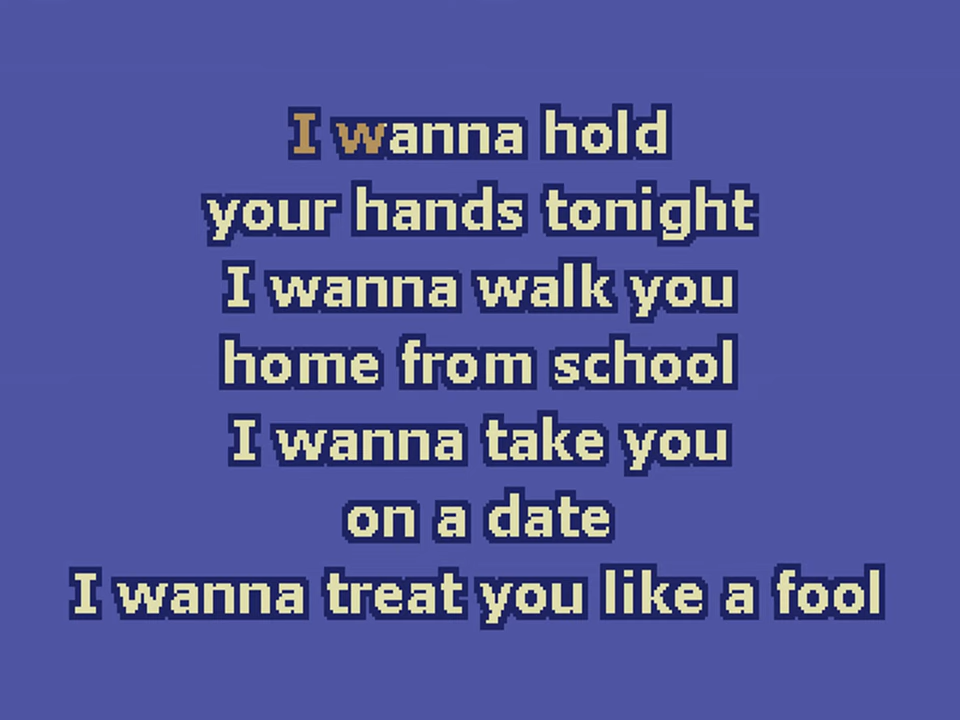 I wanna hold
your hands tonight
I wanna walk you
home from school
I wanna take you
on a date
I wanna treat you like a fool